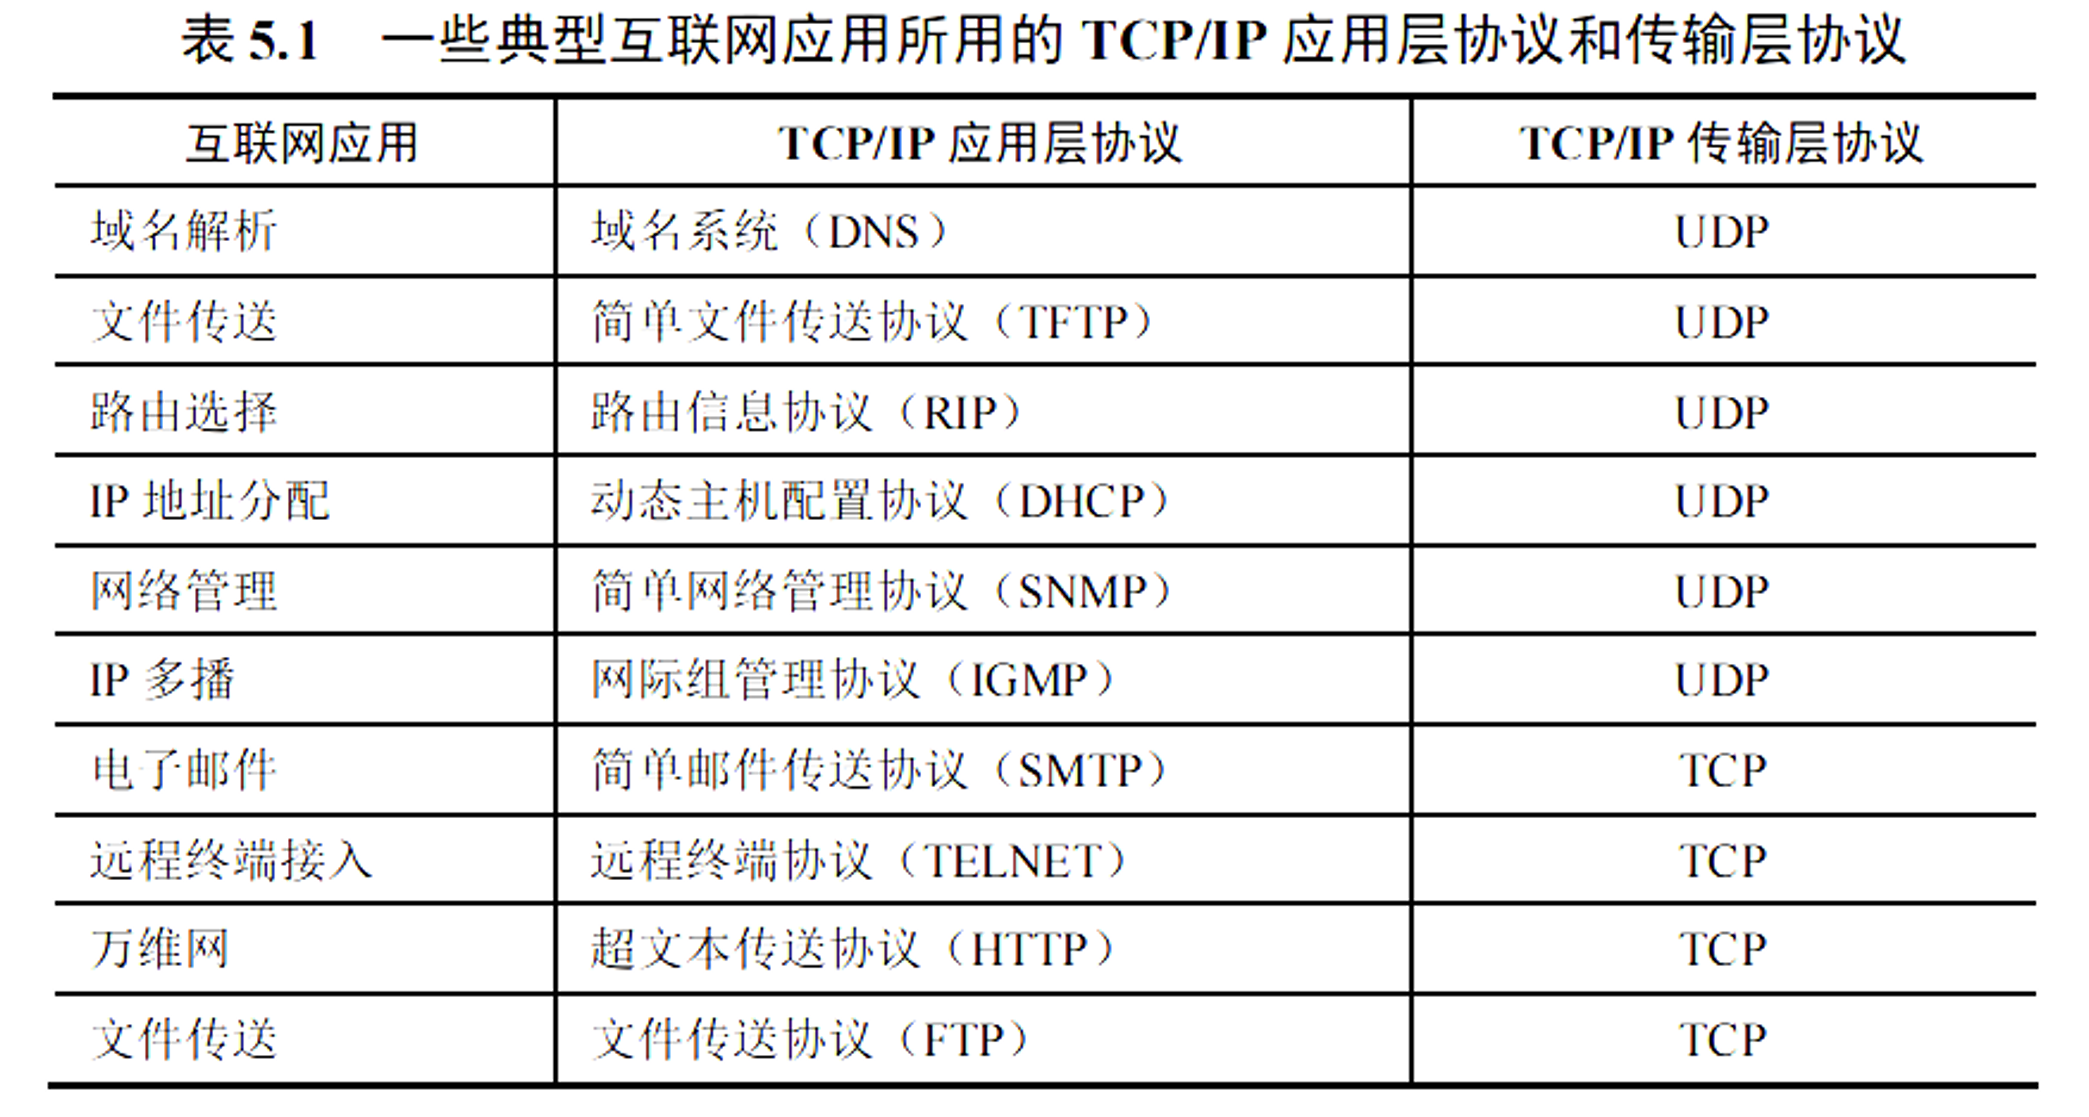 表 5.1 一些典型互联网应用所用的 TCP/IP 应用层协议和传输层协议
互联网应用 TCP/IP 应用层协议 TCP/IP 传输层协议
域名解析 域名系统（DNS） UDP
文件传送 简单文件传送协议（TFTP） UDP
路由选择 路由信息协议（RIP） UDP
IP 地址分配 动态主机配置协议（DHCP） UDP
网络管理 简单网络管理协议（SNMP） UDP
IP 多播 网际组管理协议（IGMP） UDP
电子邮件 简单邮件传送协议（SMTP） TCP
远程终端接入 远程终端协议（TELNET） TCP
万维网 超文本传送协议（HTTP） TCP
文件传送 文件传送协议（FTP） TCP